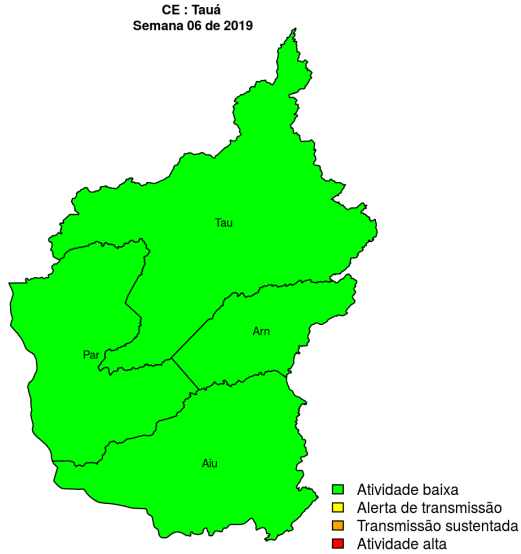 CE : Tauá
Semana 06 de 2019
Tau
Arn
Par
Aiu
Atividade baixa
Alerta de transmissão
Transmissão sustentada
Atividade alta